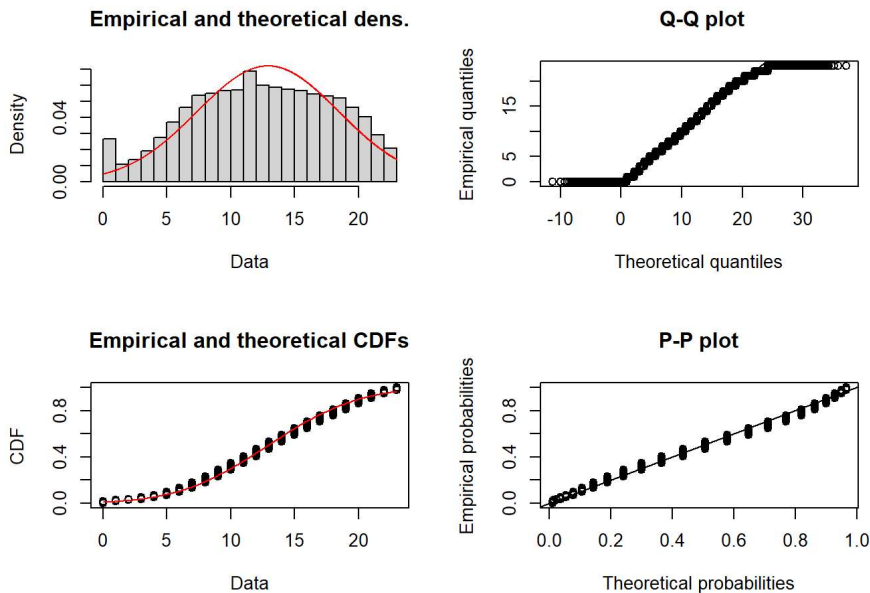 Empirical and theoretical dens.
Density
0.00
0.04
0 5 10 15 20
Data
Q-Q plot
Empirical quantiles
0 5 15
-10 0 10 20 30
Theoretical quantiles
Empirical and theoretical CDFs
CDF
0.0 0.4 0.8
0 5 10 15 20
Data
P-P plot
Empirical probabilities
0.0 0.4 0.8
0.0 0.2 0.4 0.6 0.8 1.0
Theoretical probabilities